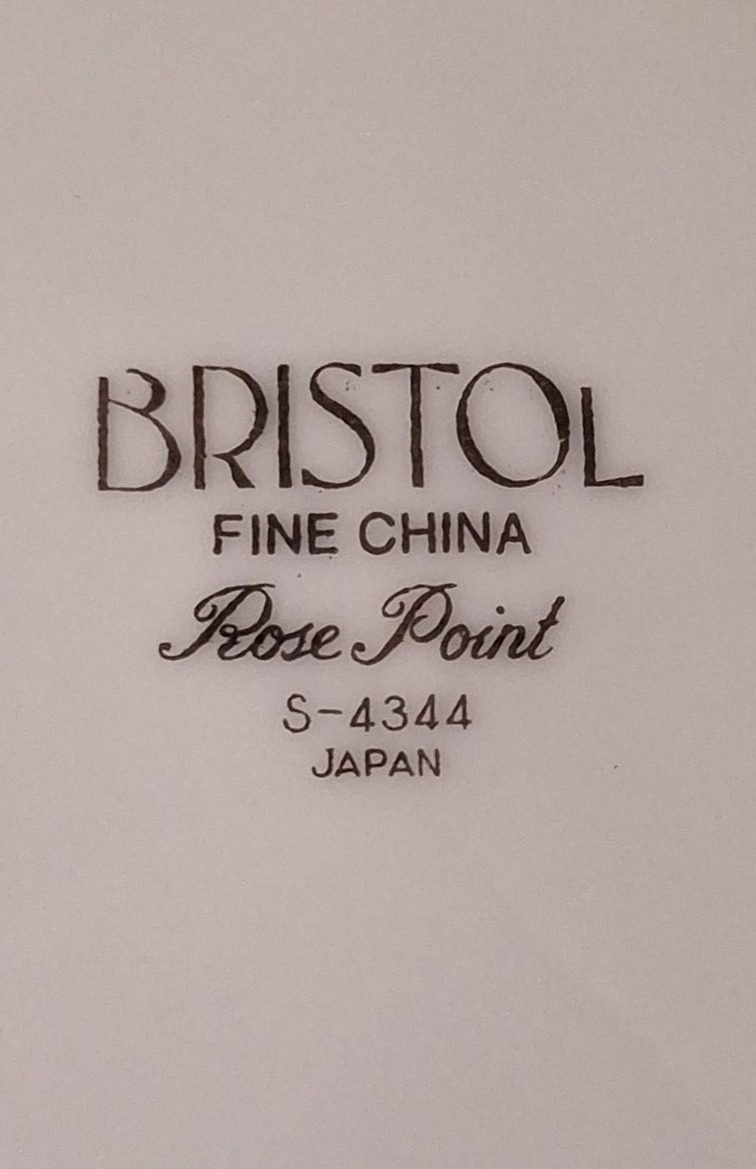 BRISTOL
FINE CHINA
Rose Point
S-4344
JAPAN